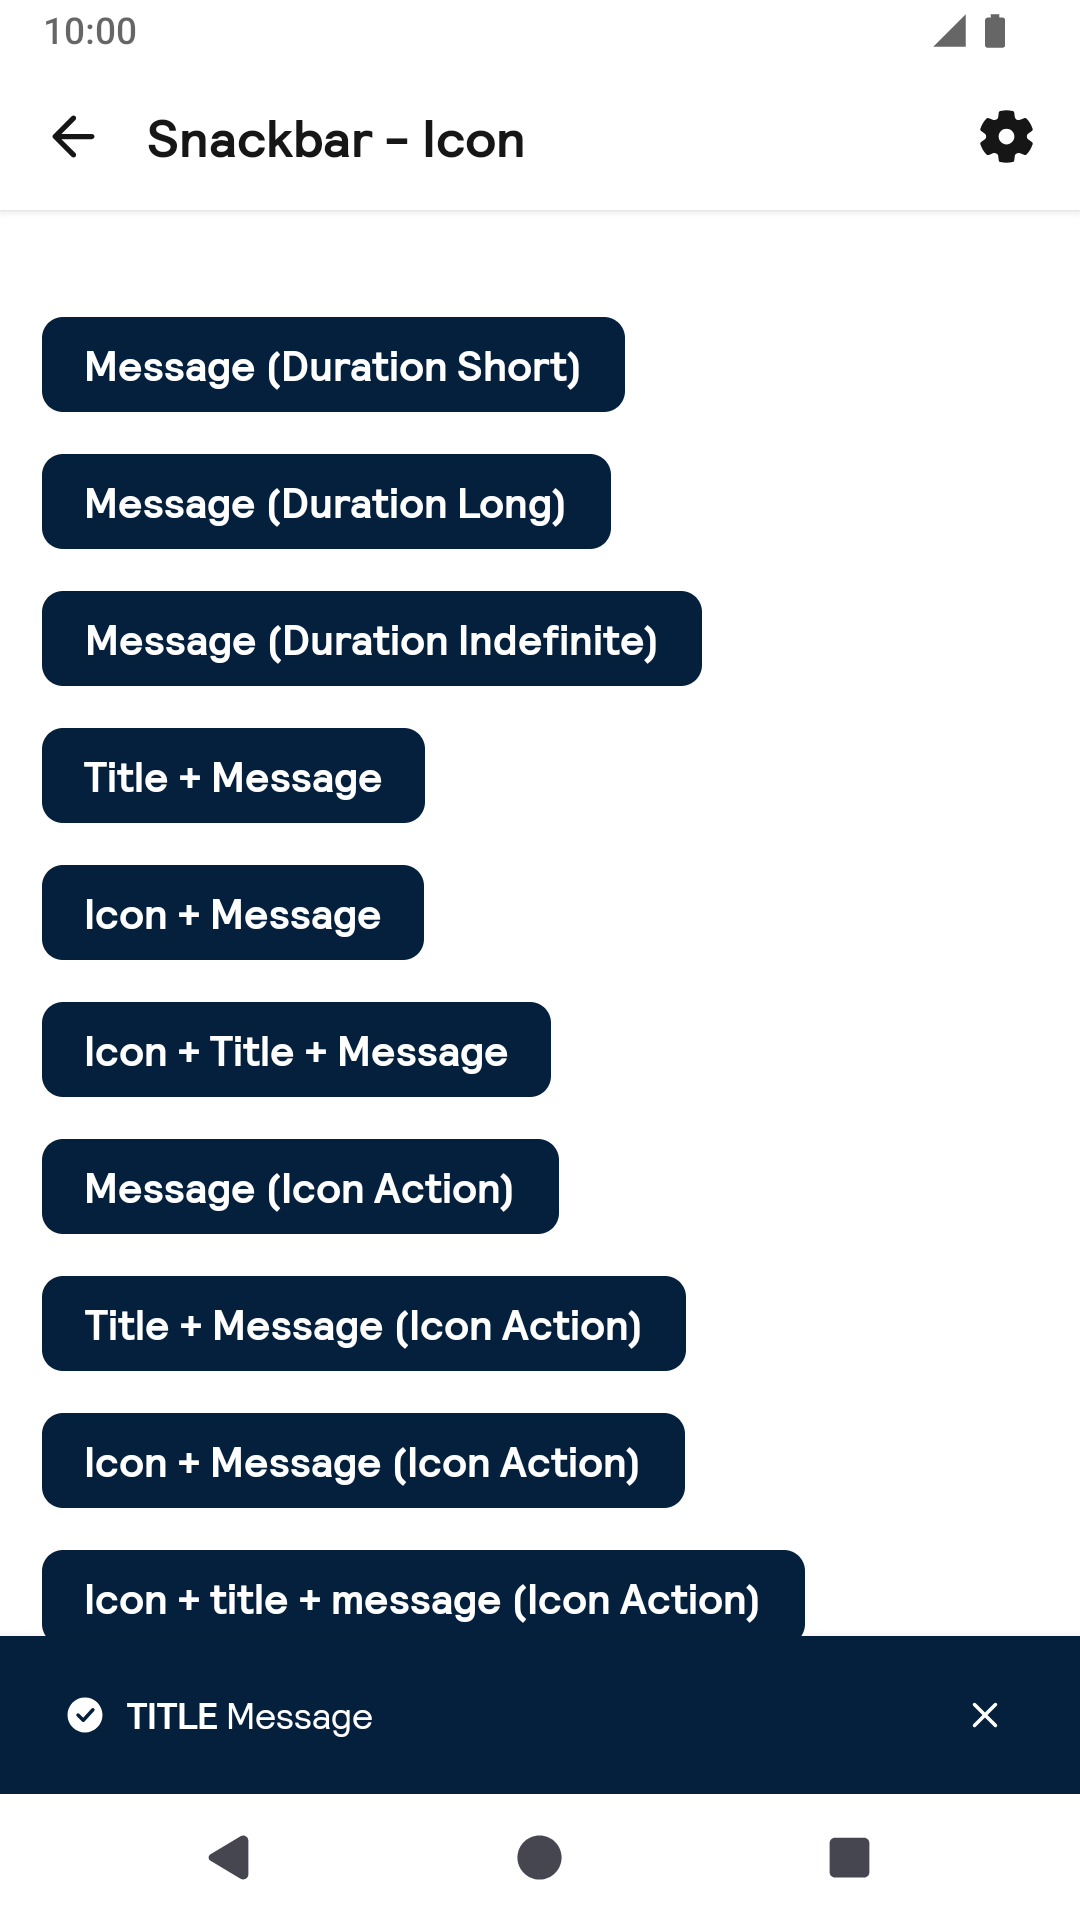 10:00
Snackbar - Icon
Message (Duration Short)
Message (Duration Long)
Message (Duration Indefinite)
Title + Message
Icon + Message
Icon + Title + Message
Message (Icon Action)
Title + Message (Icon Action)
Icon + Message (Icon Action)
Icon + title + message (Icon Action)
TITLE Message